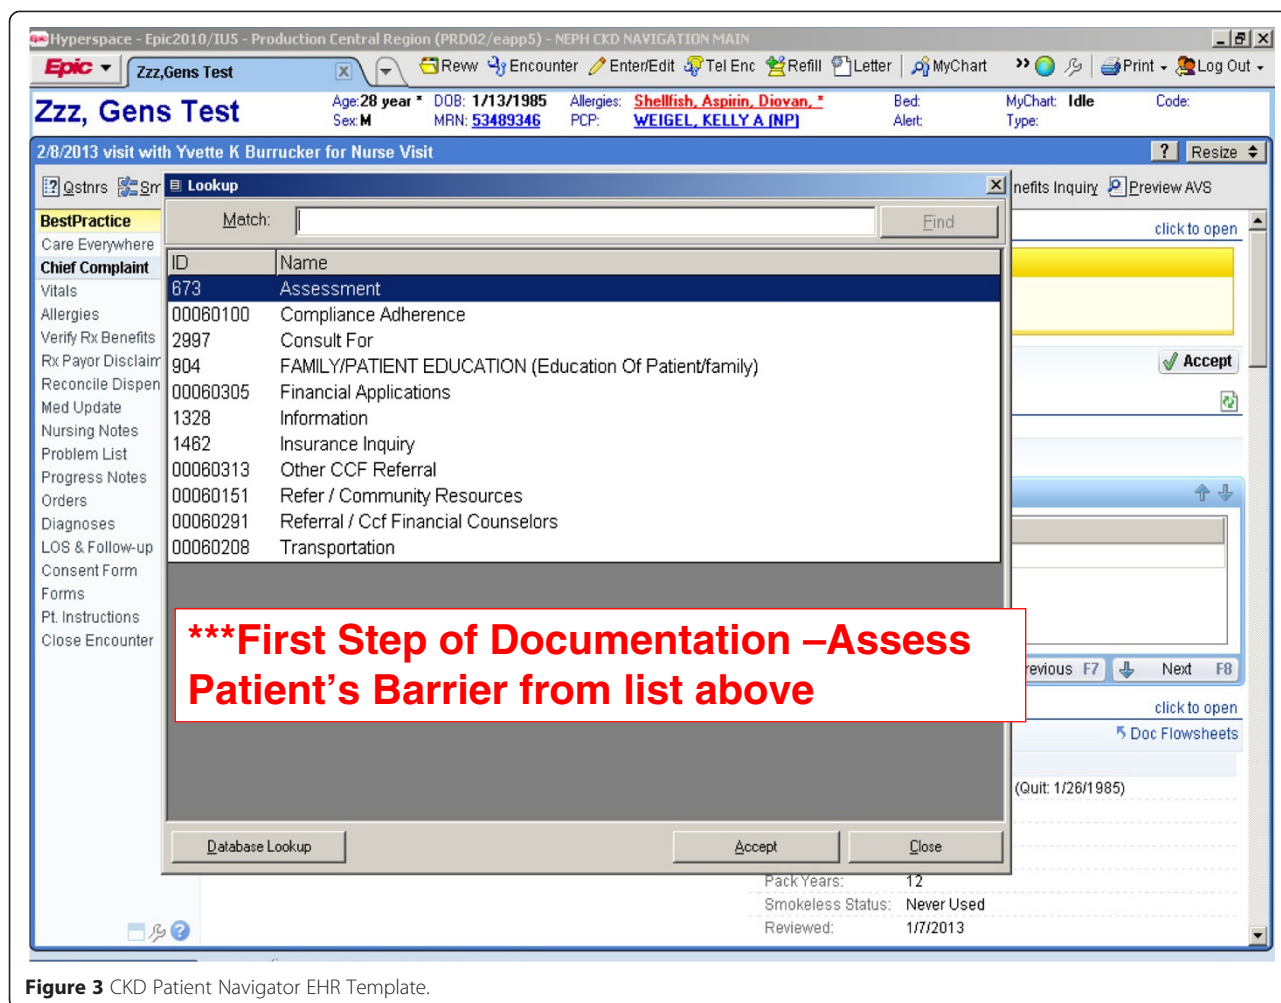 Hyperspace - Epic2010/IU5 - Production Central Region (PRD02/eapp5) - NEPH CKD NAVIGATION MAIN
Epic Zzz,Gens Test Revw Encounter Enter/Edit Tel Enc Refill Letter MyChart Print Log Out
Zzz, Gens Test Age:28 year * DOB: 1/13/1985 Allergies: Shellfish, Aspirin, Diovan, * Bed: MyChart: Idle Code:
Sex:M MRN: 53489346 PCP: WEIGEL, KELLY A (NP) Alert: Type:
2/8/2013 visit with Yvette K Burrucker for Nurse Visit ? Resize
Qstnrs Lookup nefits Inquiry Preview AVS
BestPractice Match: Find click to open
Care Everywhere
Chief Complaint ID Name
Vitals 673 Assessment
Allergies 00060100 Compliance Adherence
Verify Rx Benefits 2997 Consult For
Rx Payor Disclaim 904 FAMILY/PATIENT EDUCATION (Education Of Patient/family) Accept
Reconcile Dispen 00060305 Financial Applications
Med Update 1328 Information
Nursing Notes 1462 Insurance Inquiry
Problem List 00060313 Other CCF Referral
Progress Notes 00060151 Refer / Community Resources
Orders
Diagnoses 00060291 Referral / Ccf Financial Counselors
LOS & Follow-up 00060208 Transportation
Consent Form
Forms
Pt. Instructions
Close Encounter
***First Step of Documentation –Assess
Patient's Barrier from list above
revious F7 Next F8
click to open
Doc Flowsheets
(Quit: 1/26/1985)
Database Lookup Accept Close
Pack Years: 12
Smokeless Status: Never Used
Reviewed: 1/7/2013
Figure 3 CKD Patient Navigator EHR Template.